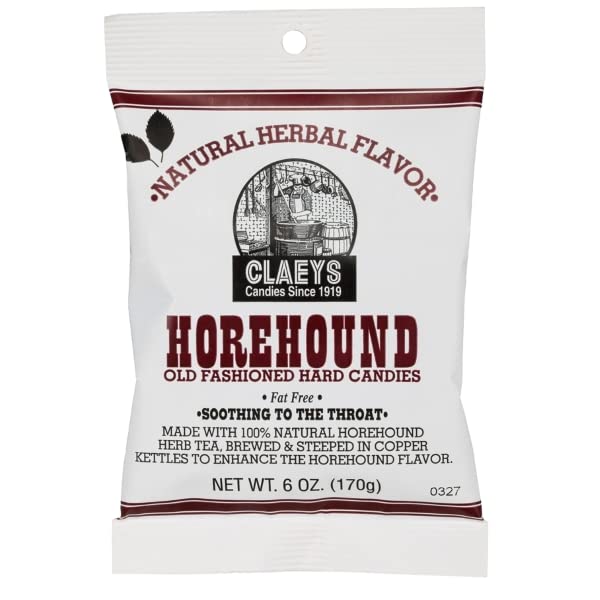 •NATURAL HERBAL FLAVOR•
CLAEYS
Candies Since 1919
HOREHOUND
OLD FASHIONED HARD CANDIES
• Fat Free •
•SOOTHING TO THE THROAT•
MADE WITH 100% NATURAL HOREHOUND
HERB TEA, BREWED & STEEPED IN COPPER
KETTLES TO ENHANCE THE HOREHOUND FLAVOR.
NET WT. 6 OZ. (170g)
0327